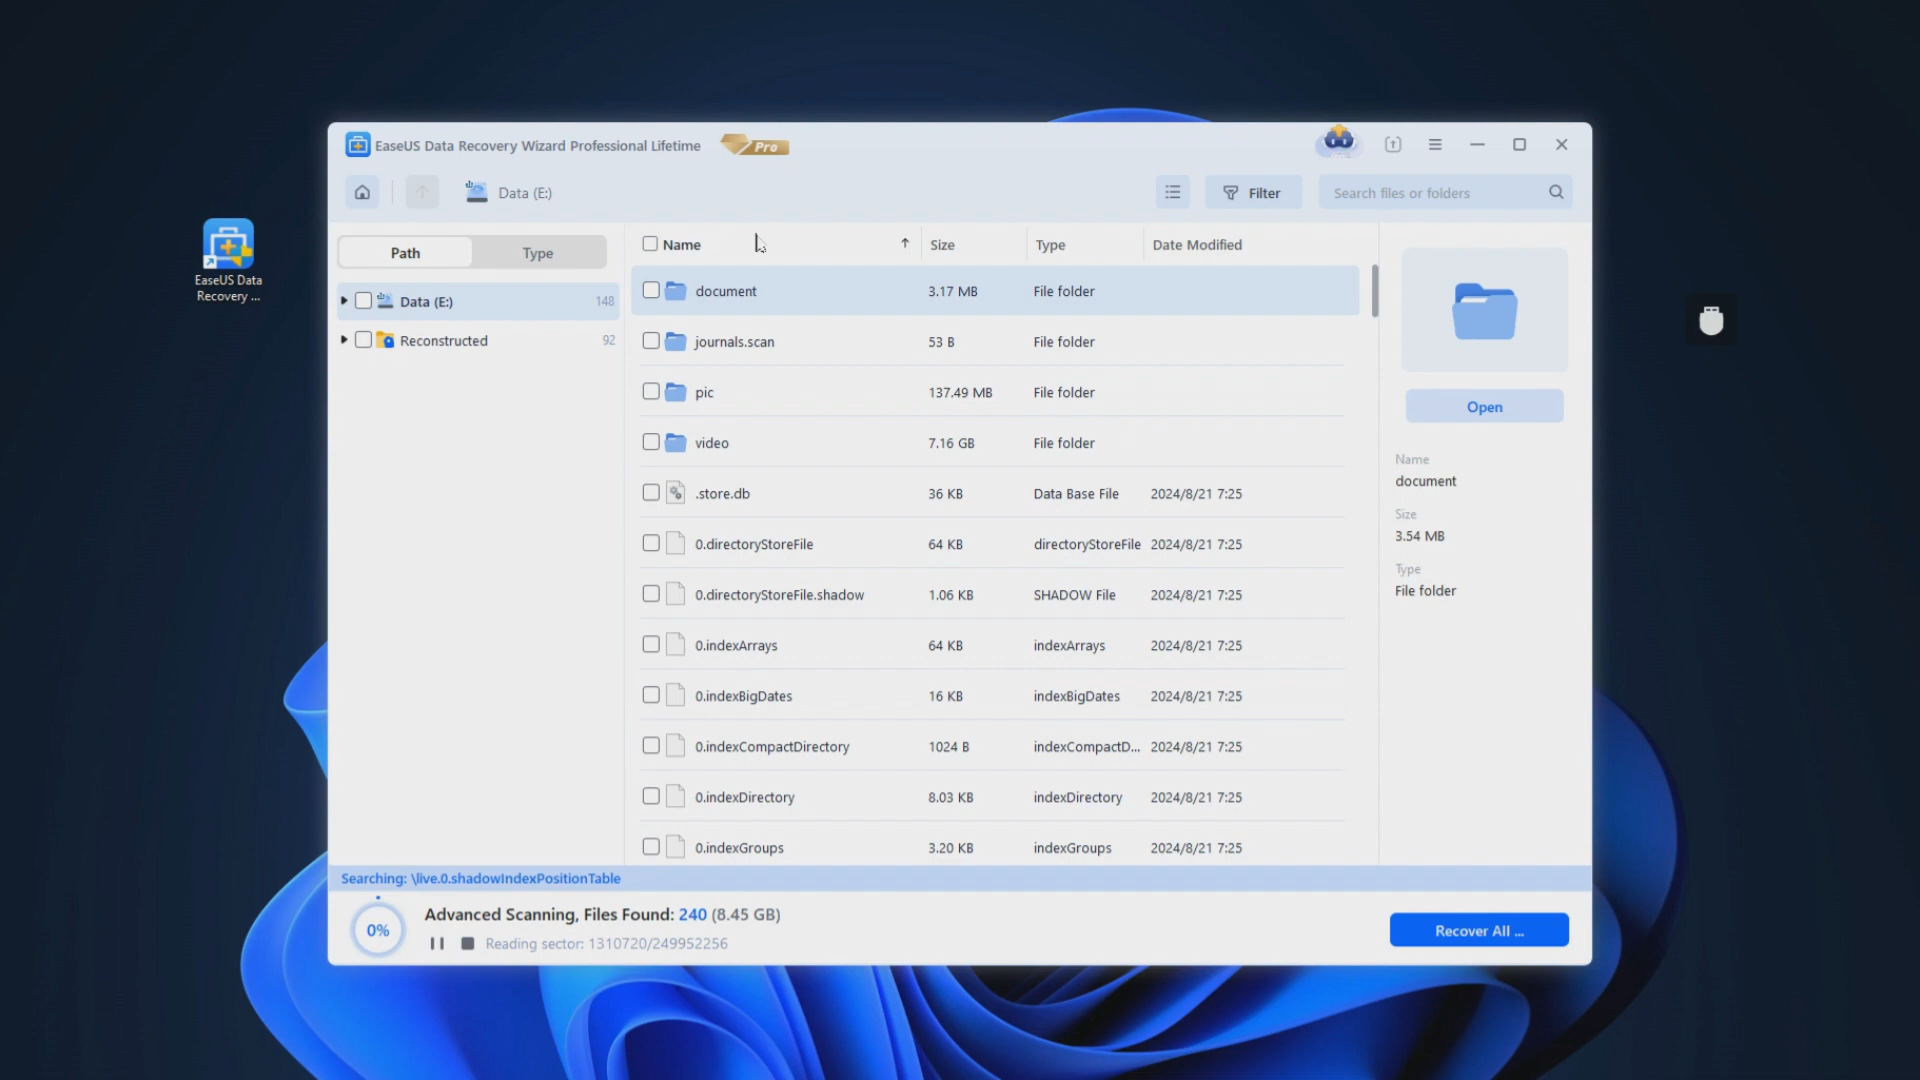 EaseUS Data Recovery Wizard Professional Lifetime Pro
Data (E:) Filter Search files or folders
EaseUS Data
Recovery ...
Path Type
Data (E:) 148
Reconstructed 92
Name Size Type Date Modified
document 3.17 MB File folder
journals.scan 53 B File folder
pic 137.49 MB File folder
video 7.16 GB File folder
.store.db 36 KB Data Base File 2024/8/21 7:25
0.directoryStoreFile 64 KB directoryStoreFile 2024/8/21 7:25
0.directoryStoreFile.shadow 1.06 KB SHADOW File 2024/8/21 7:25
0.indexArrays 64 KB indexArrays 2024/8/21 7:25
0.indexBigDates 16 KB indexBigDates 2024/8/21 7:25
0.indexCompactDirectory 1024 B indexCompactD... 2024/8/21 7:25
0.indexDirectory 8.03 KB indexDirectory 2024/8/21 7:25
0.indexGroups 3.20 KB indexGroups 2024/8/21 7:25
Open
Name
document
Size
3.54 MB
Type
File folder
Searching: \live.0.shadowIndexPositionTable
0%
Advanced Scanning, Files Found: 240 (8.45 GB)
Reading sector: 1310720/249952256
Recover All ...